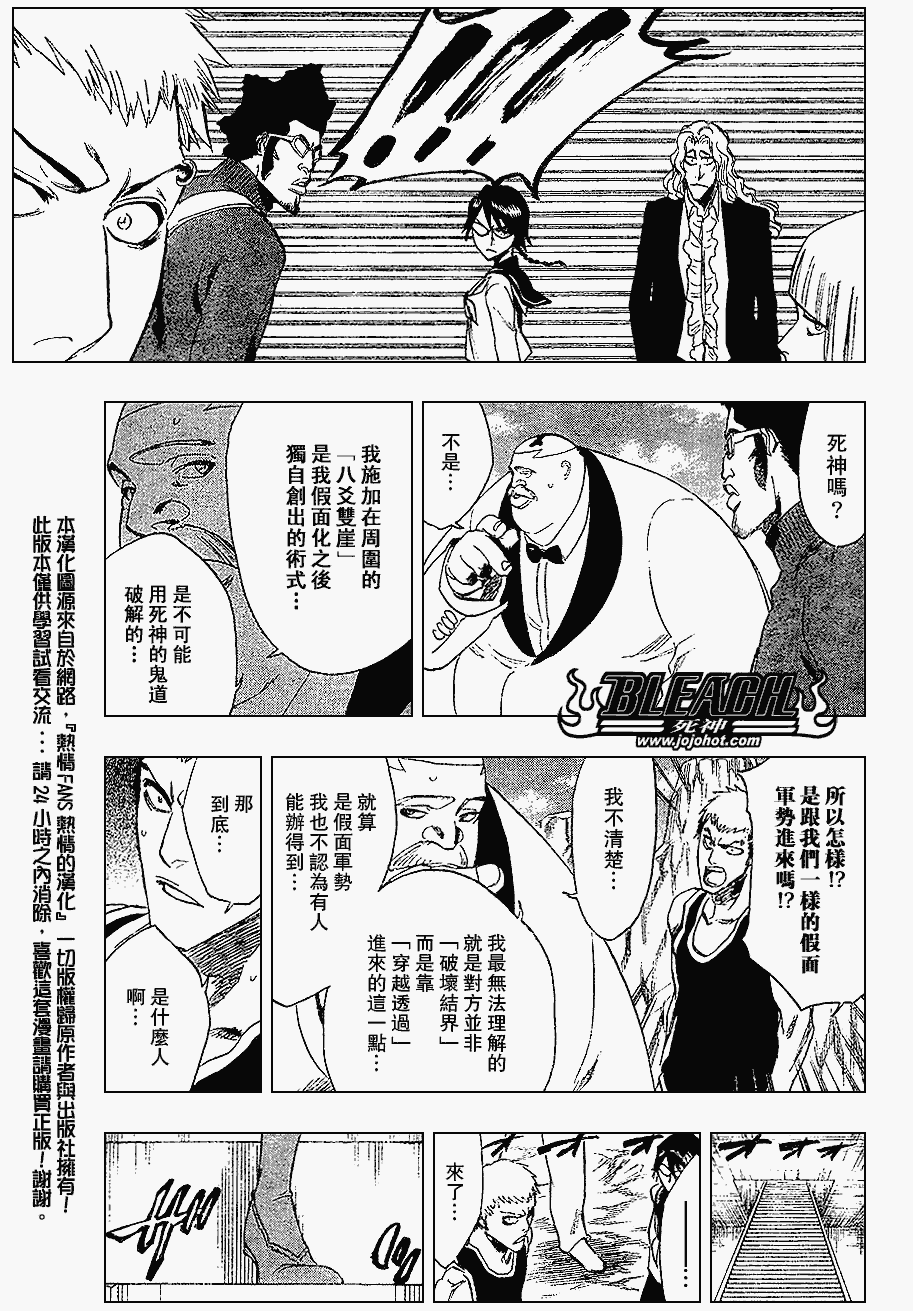 !!!
死神嗎？
不是…
我施加在周圍的
「八爻雙崖」
是我假面化之後
獨自創出的術式…
是不可能
用死神的鬼道
破解的…
BLEACH
死神
www.jojohot.com
所以怎樣!?
是跟我們一樣的假面
軍勢進來嗎!?
我不清楚…
就算
是假面軍勢
我也不認為有人
能辦得到…
我最無法理解的
就是對方並非
「破壞結界」
而是靠
「穿越透過」
進來的這一點…
那
到底…
是什麼人
啊…
——…
來了…
本漢化圖源來自於網路，『熱情FANS熱情的漢化』一切版權歸原作者與出版社擁有！
此版本僅供學習試看交流…請24小時之內消除，喜歡這套漫畫請購買正版！謝謝。